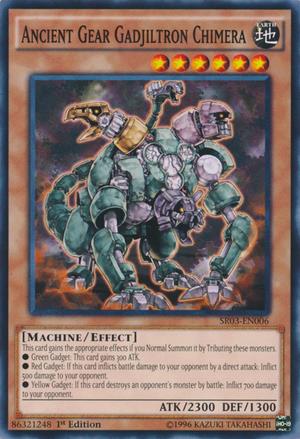 ANCIENT GEAR GADJILTRON CHIMERA
EARTH
地
SR03-EN006
[MACHINE/EFFECT]
This card gains the appropriate effect if you Normal Summon it by Tributing these monsters.
● Green Gadget: This card gains 300 ATK.
● Red Gadget: If this card inflicts battle damage to your opponent by a direct attack: Inflict
500 damage to your opponent.
● Yellow Gadget: If this card destroys an opponent's monster by battle: Inflict 700 damage
to your opponent.
ATK/2300 DEF/1300
86321248 1st Edition ©1996 KAZUKI TAKAHASHI